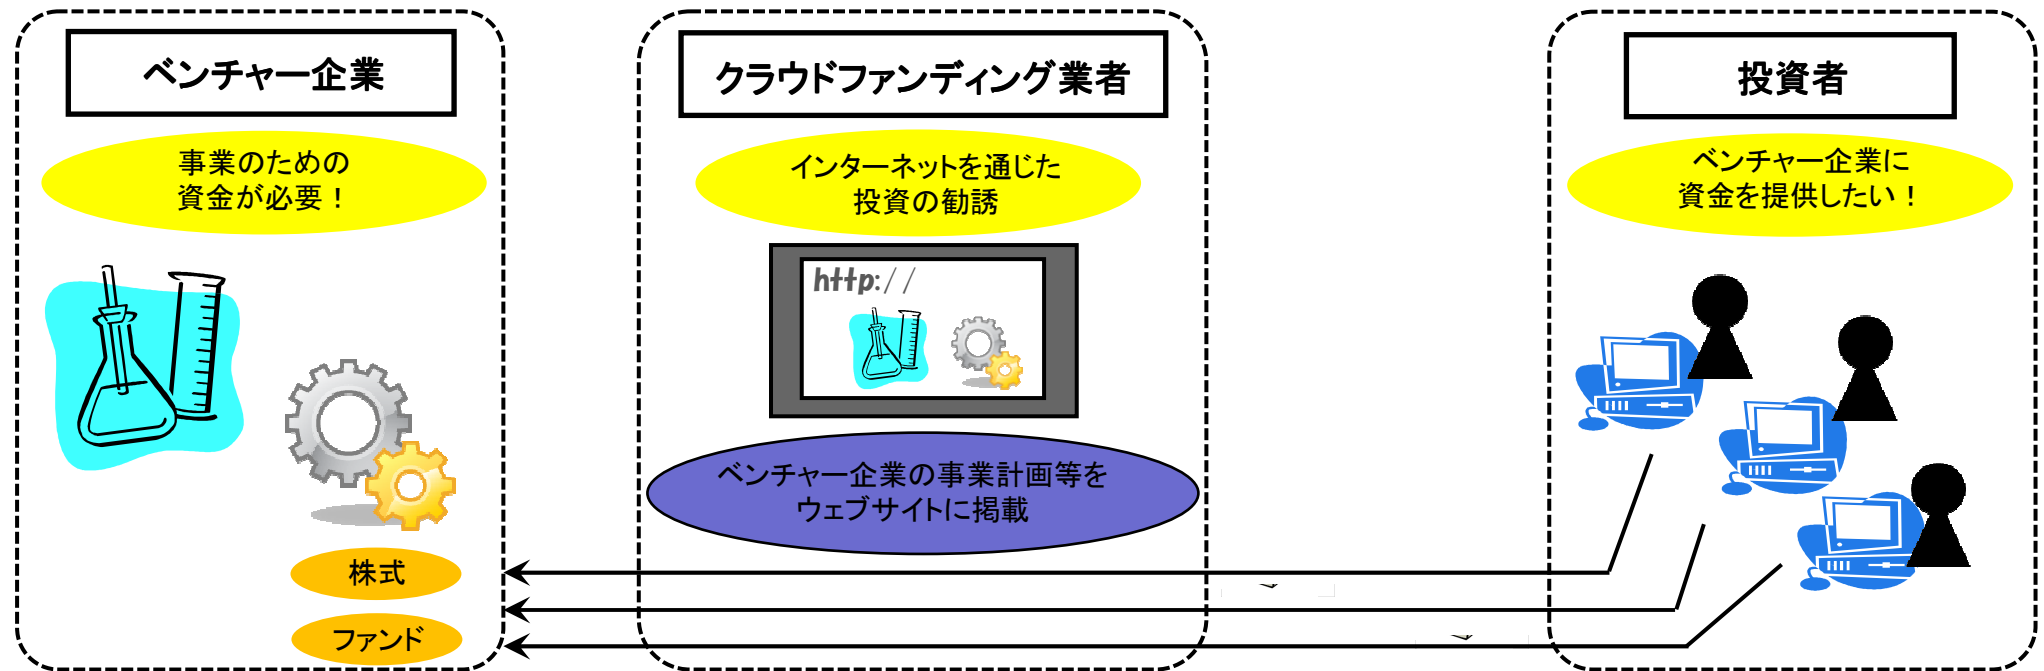 ベンチャー企業
事業のための
資金が必要！
株式
ファンド
クラウドファンディング業者
インターネットを通じた
投資の勧誘
http://
ベンチャー企業の事業計画等を
ウェブサイトに掲載
投資者
ベンチャー企業に
資金を提供したい！